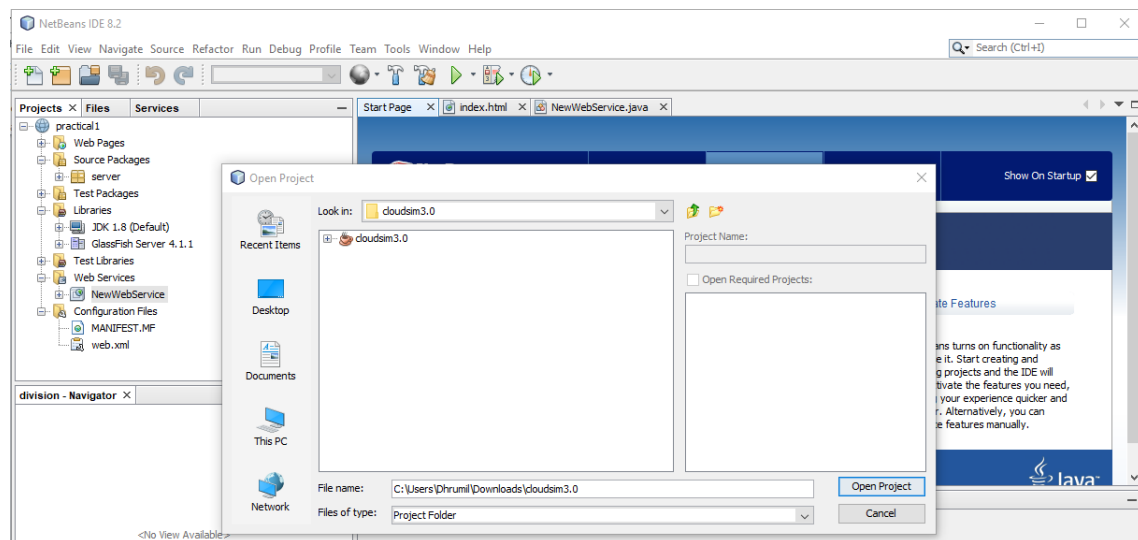 NetBeans IDE 8.2
File Edit View Navigate Source Refactor Run Debug Profile Team Tools Window Help
Search (Ctrl+I)
Projects Files Services
practical1
Web Pages
Source Packages
server
Test Packages
Libraries
JDK 1.8 (Default)
GlassFish Server 4.1.1
Test Libraries
Web Services
NewWebService
Configuration Files
MANIFEST.MF
web.xml
division - Navigator
<No View Available>
Start Page index.html NewWebService.java
Show On Startup
Open Project
Look in: cloudsim3.0
Recent Items
Desktop
Documents
This PC
Network
cloudsim3.0
Project Name:
Open Required Projects:
File name: C:\Users\Dhrumil\Downloads\cloudsim3.0
Open Project
Files of type: Project Folder
Cancel
Features
turns on functionality as
it. Start creating and
projects and the IDE will
the features you need,
your experience quicker and
Alternatively, you can
features manually.
Java